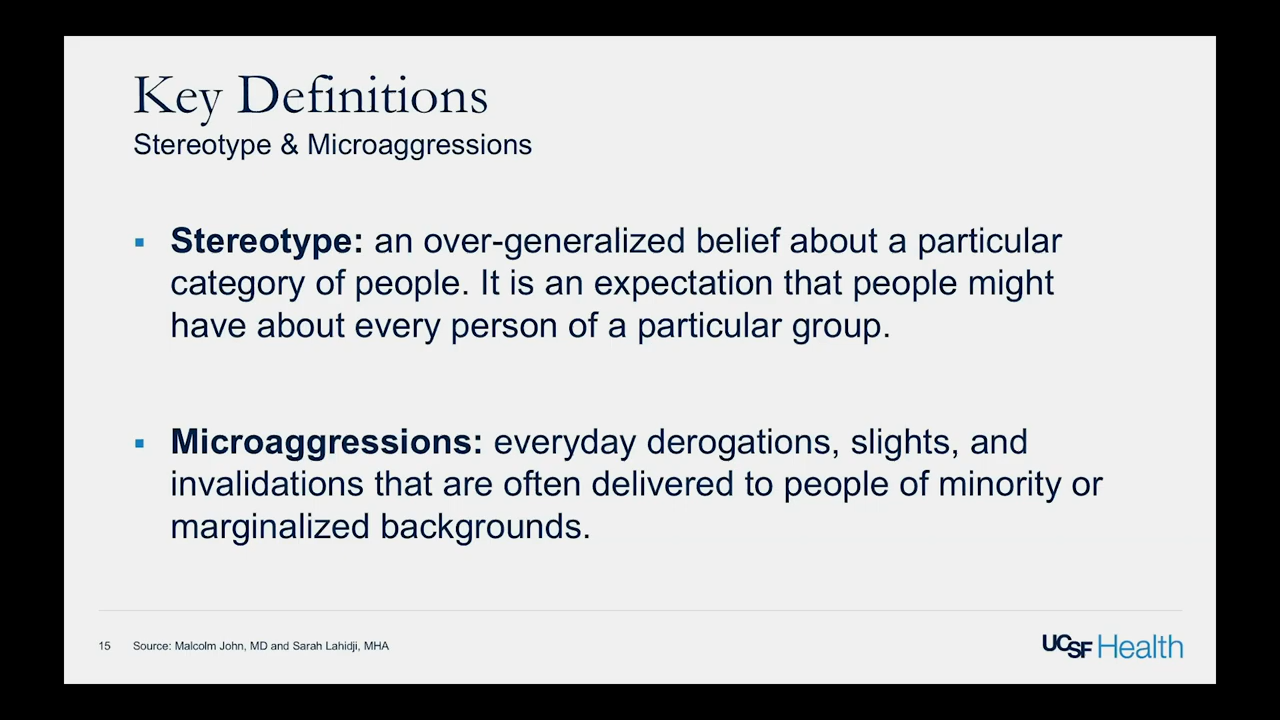 Key Definitions
Stereotype & Microaggressions
▪ Stereotype: an over-generalized belief about a particular
category of people. It is an expectation that people might
have about every person of a particular group.
▪ Microaggressions: everyday derogations, slights, and
invalidations that are often delivered to people of minority or
marginalized backgrounds.
15 Source: Malcolm John, MD and Sarah Lahidji, MHA
UCSF Health